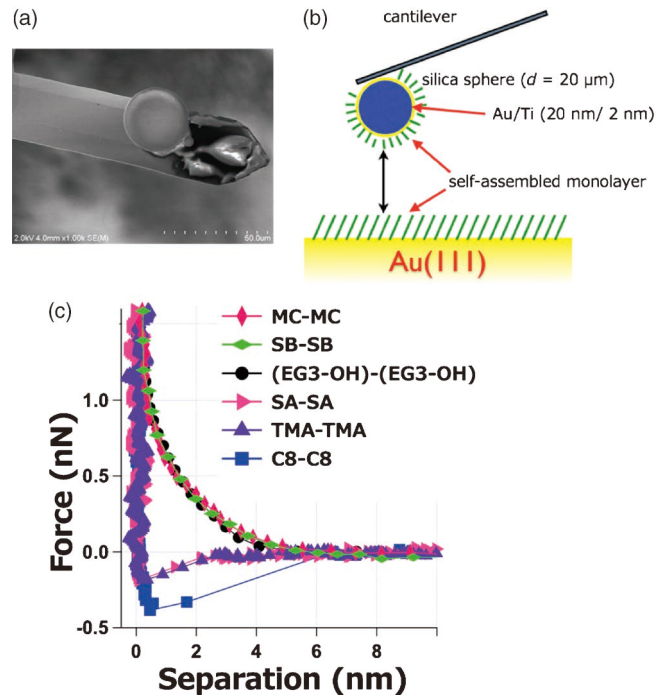 (a)
2.0kV 4.0mm x1.00k SE(M)
50.0um
(b)
cantilever
silica sphere (d = 20 μm)
Au/Ti (20 nm/ 2 nm)
self-assembled monolayer
Au(111)
(c)
MC-MC
SB-SB
(EG3-OH)-(EG3-OH)
SA-SA
TMA-TMA
C8-C8
Force (nN)
1.0
0.5
0.0
-0.5
0 2 4 6 8
Separation (nm)